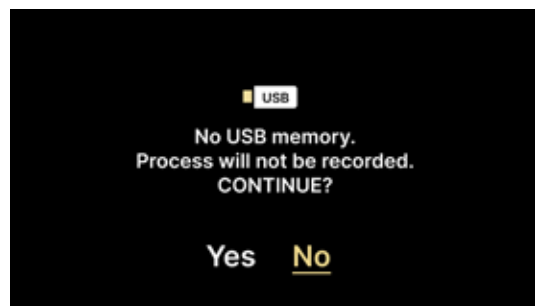 USB
No USB memory.
Process will not be recorded.
CONTINUE?
Yes No